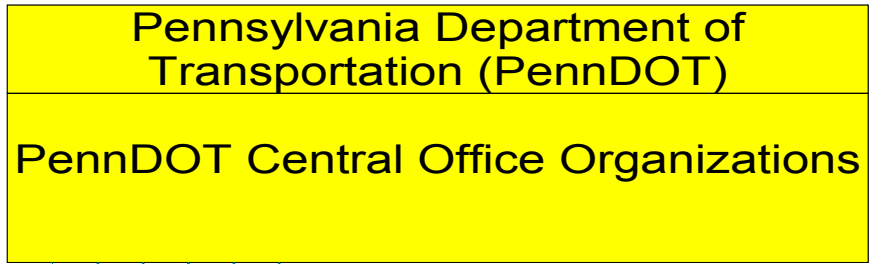 Pennsylvania Department of
Transportation (PennDOT)
PennDOT Central Office Organizations